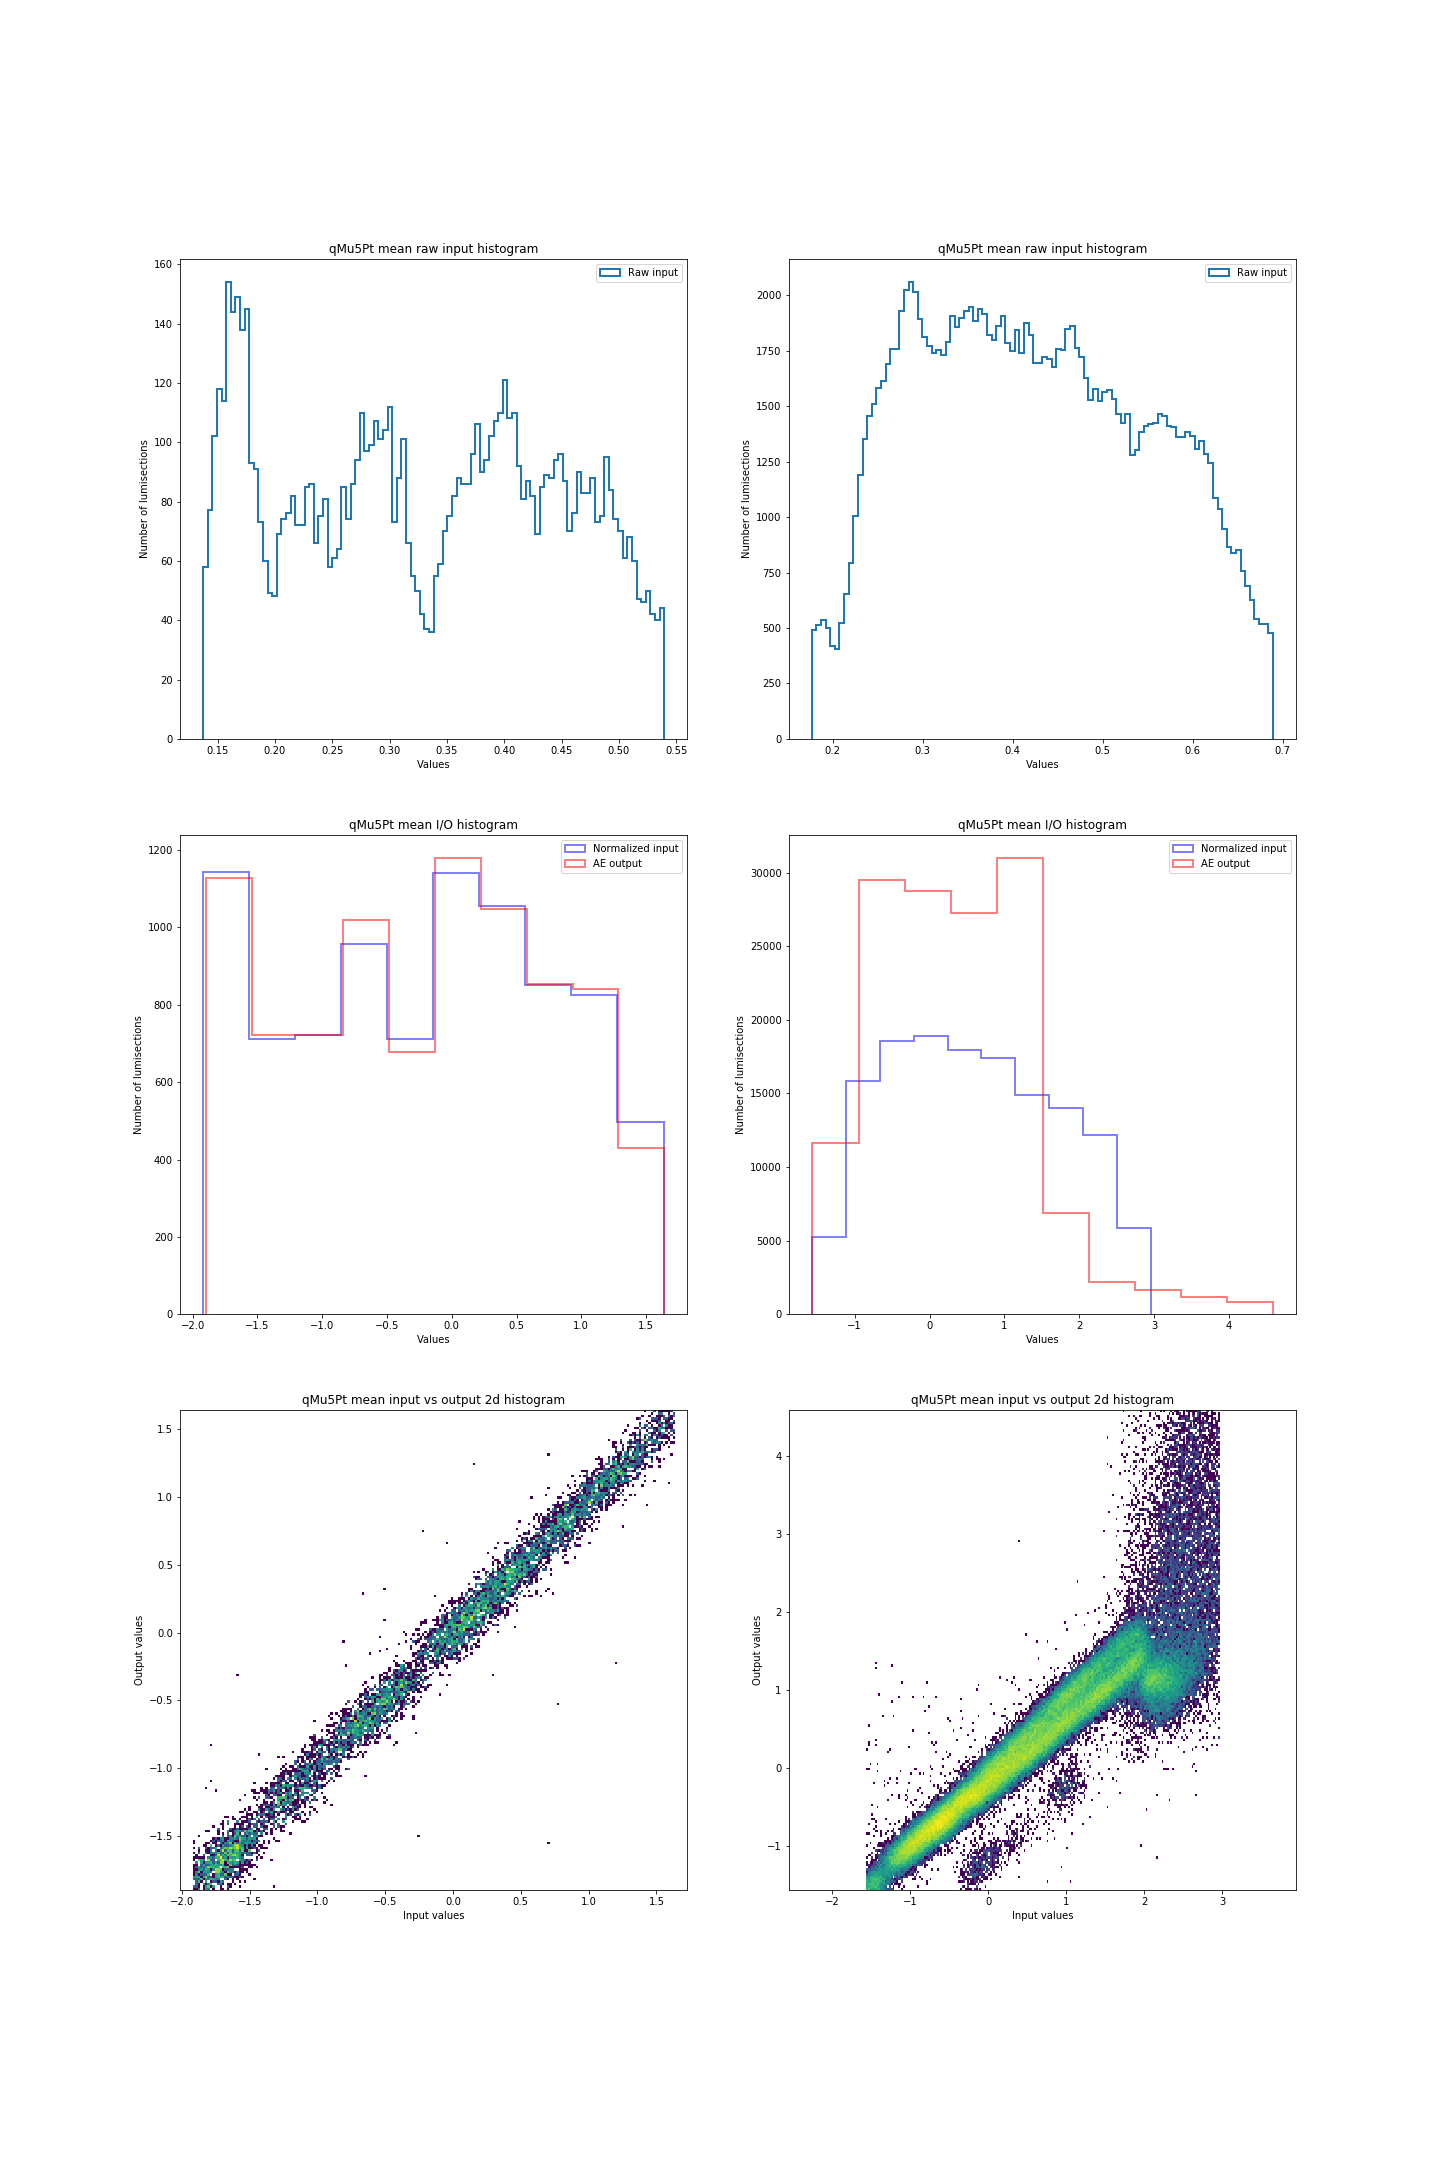 qMu5Pt mean raw input histogram
Raw input
160
140
120
100
80
60
40
20
0
Number of lumisections
0.15 0.20 0.25 0.30 0.35 0.40 0.45 0.50 0.55
Values
qMu5Pt mean raw input histogram
Raw input
2000
1750
1500
1250
1000
750
500
250
0
Number of lumisections
0.2 0.3 0.4 0.5 0.6 0.7
Values
qMu5Pt mean I/O histogram
Normalized input
AE output
1200
1000
800
600
400
200
0
Number of lumisections
−2.0 −1.5 −1.0 −0.5 0.0 0.5 1.0 1.5
Values
qMu5Pt mean I/O histogram
Normalized input
AE output
30000
25000
20000
15000
10000
5000
0
Number of lumisections
−1 0 1 2 3 4
Values
qMu5Pt mean input vs output 2d histogram
1.5
1.0
0.5
0.0
−0.5
−1.0
−1.5
Output values
−2.0 −1.5 −1.0 −0.5 0.0 0.5 1.0 1.5
Input values
qMu5Pt mean input vs output 2d histogram
4
3
2
1
0
−1
Output values
−2 −1 0 1 2 3
Input values